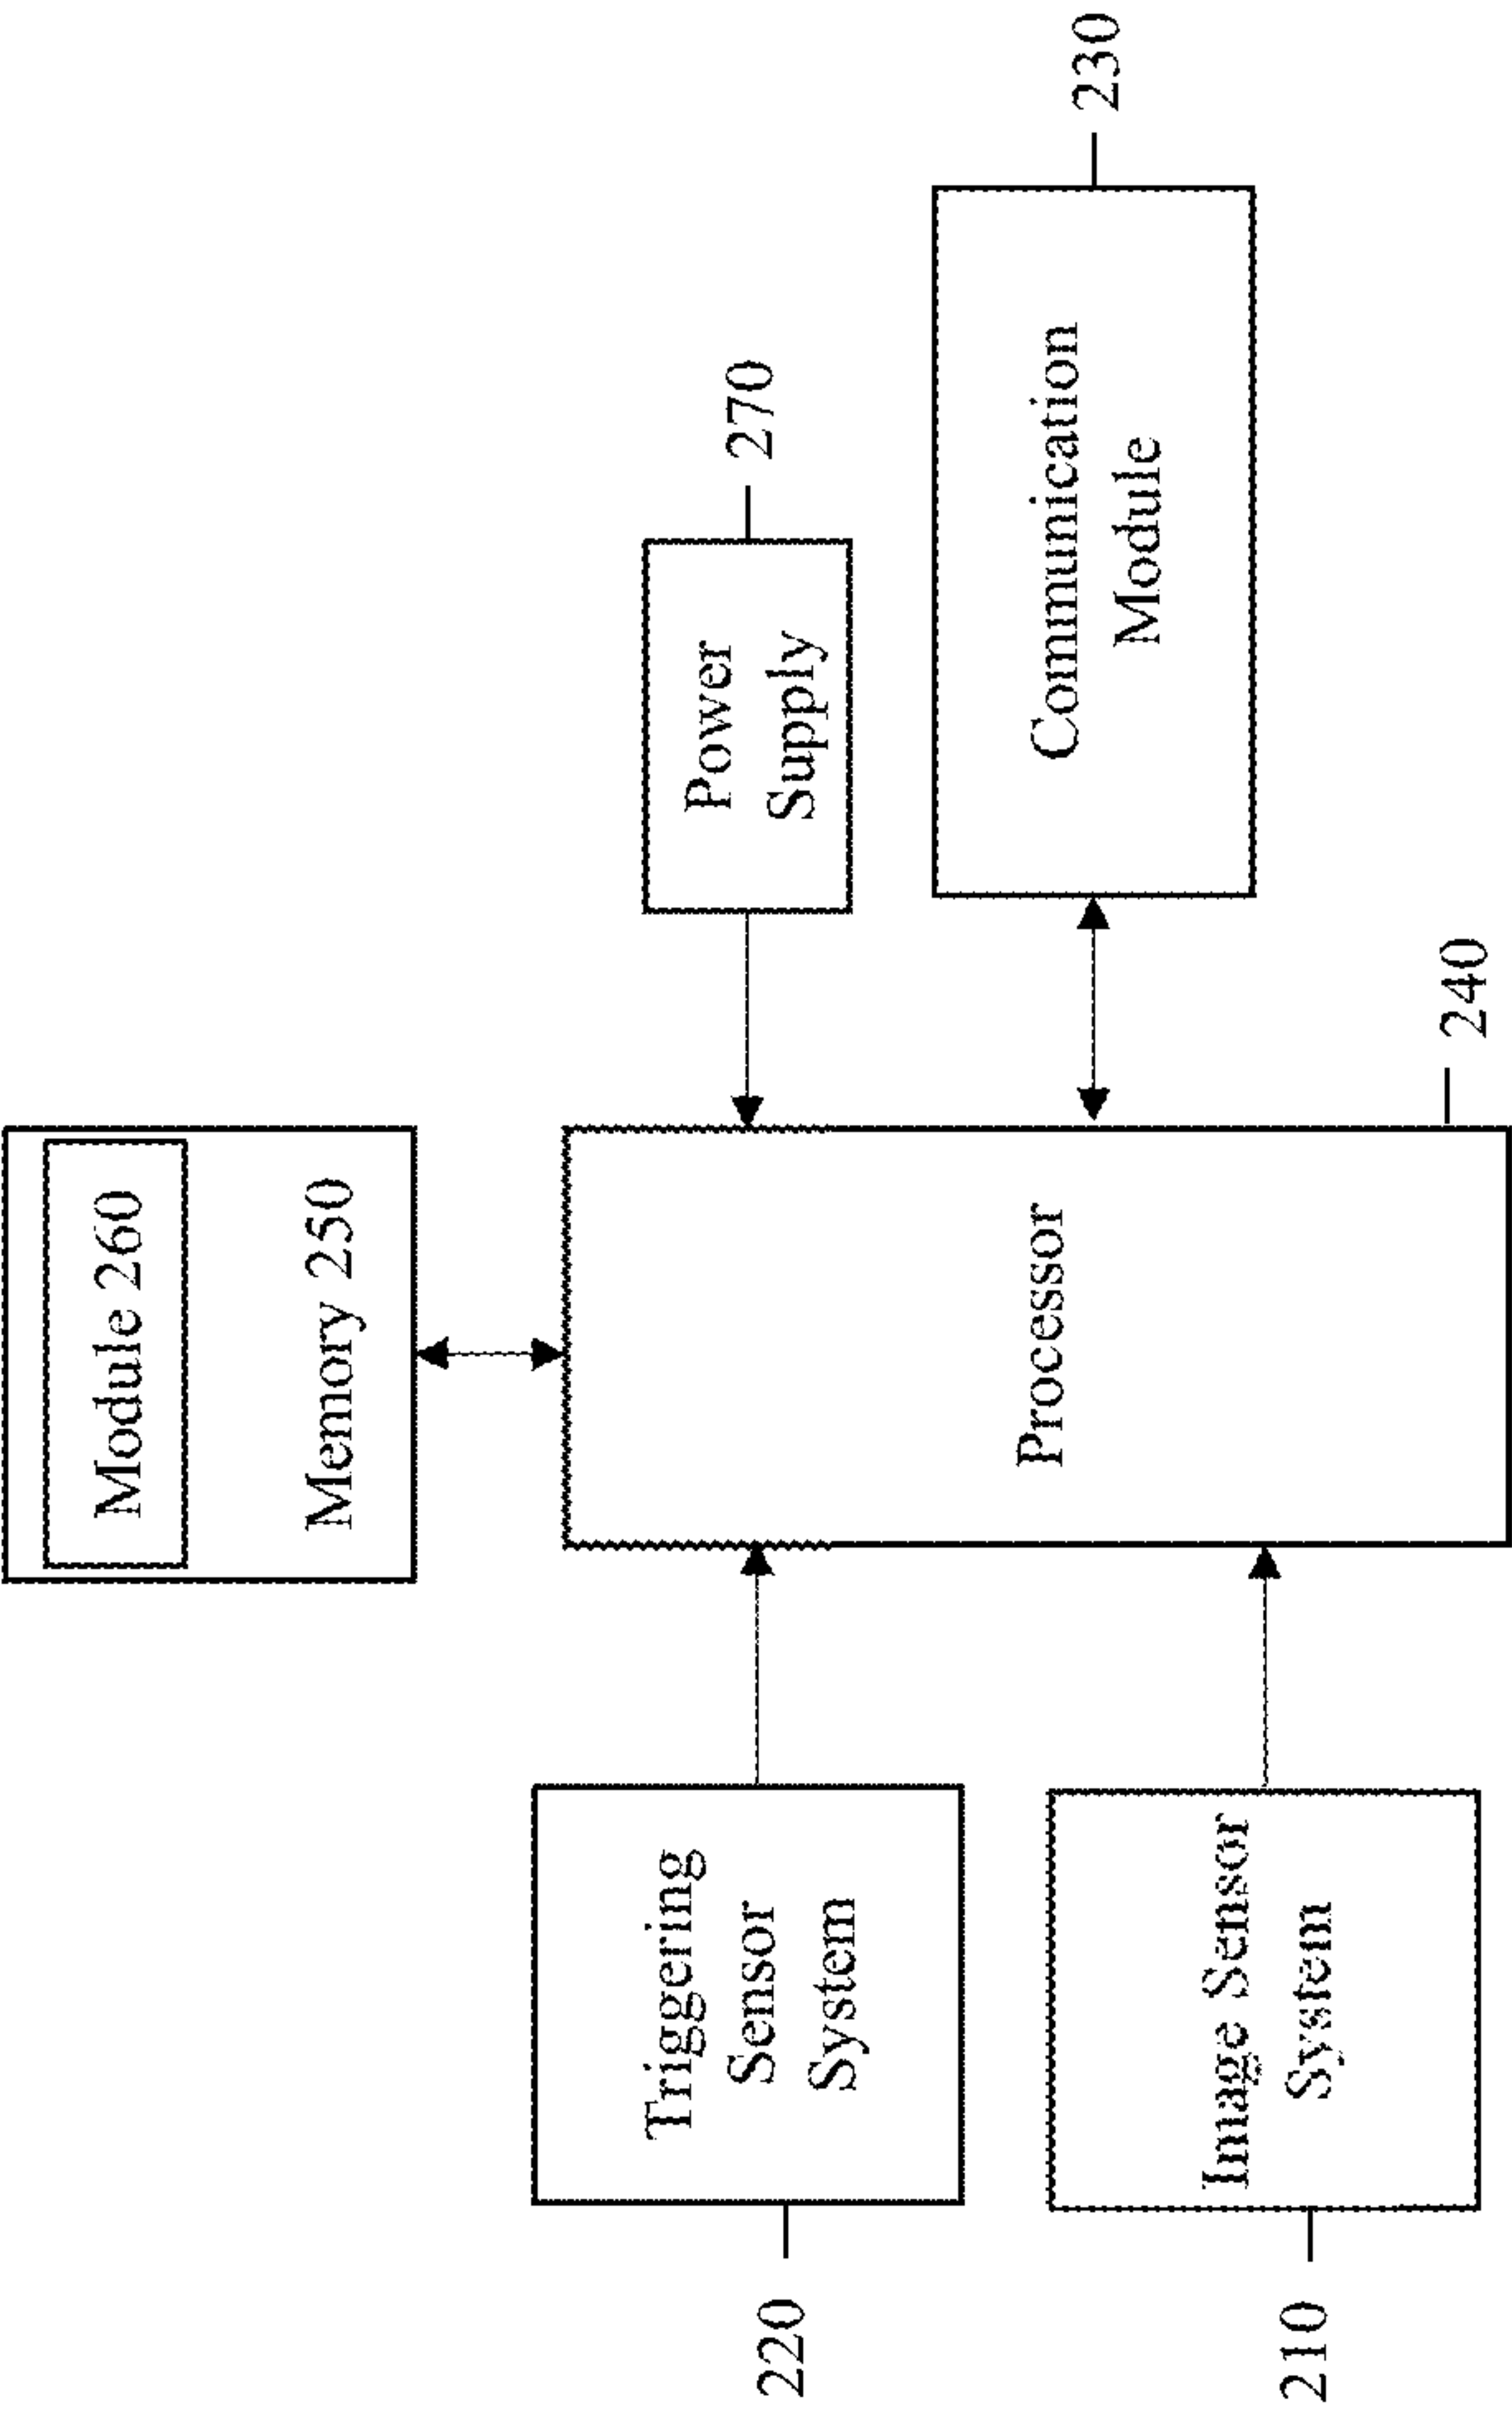 Module 260
Memory 250
Triggering
Sensor
System
220
Image Sensor
System
210
Processor
240
Power
Supply
270
Communication
Module
230